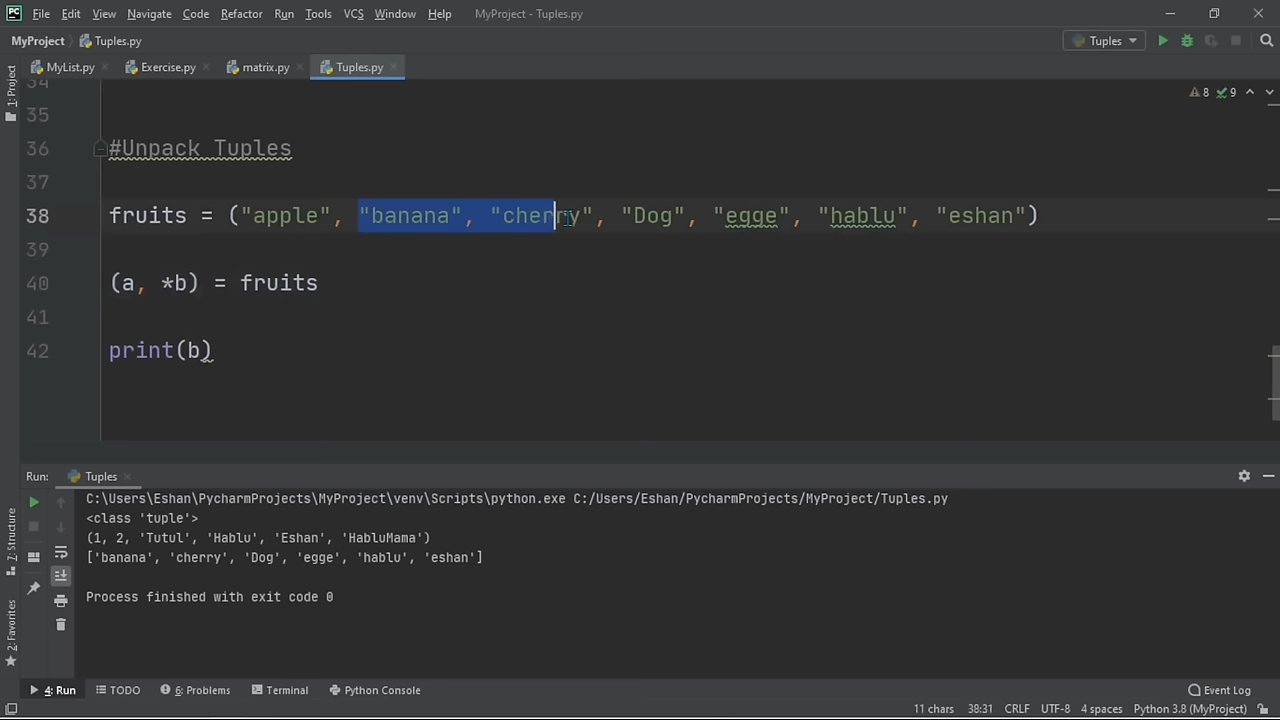 File Edit View Navigate Code Refactor Run Tools VCS Window Help MyProject - Tuples.py
MyProject Tuples.py Tuples
MyList.py Exercise.py matrix.py Tuples.py
1: Project
8 9
34
35
36 #Unpack Tuples
37
38 fruits = ("apple", "banana", "cherry", "Dog", "egge", "hablu", "eshan")
39
40 (a, *b) = fruits
41
42 print(b)
Run: Tuples
C:\Users\Eshan\PycharmProjects\MyProject\venv\Scripts\python.exe C:/Users/Eshan/PycharmProjects/MyProject/Tuples.py
<class 'tuple'>
(1, 2, 'Tutul', 'Hablu', 'Eshan', 'HabluMama')
['banana', 'cherry', 'Dog', 'egge', 'hablu', 'eshan']
Process finished with exit code 0
7: Structure
2: Favorites
4: Run TODO 6: Problems Terminal Python Console Event Log
11 chars 38:31 CRLF UTF-8 4 spaces Python 3.8 (MyProject)